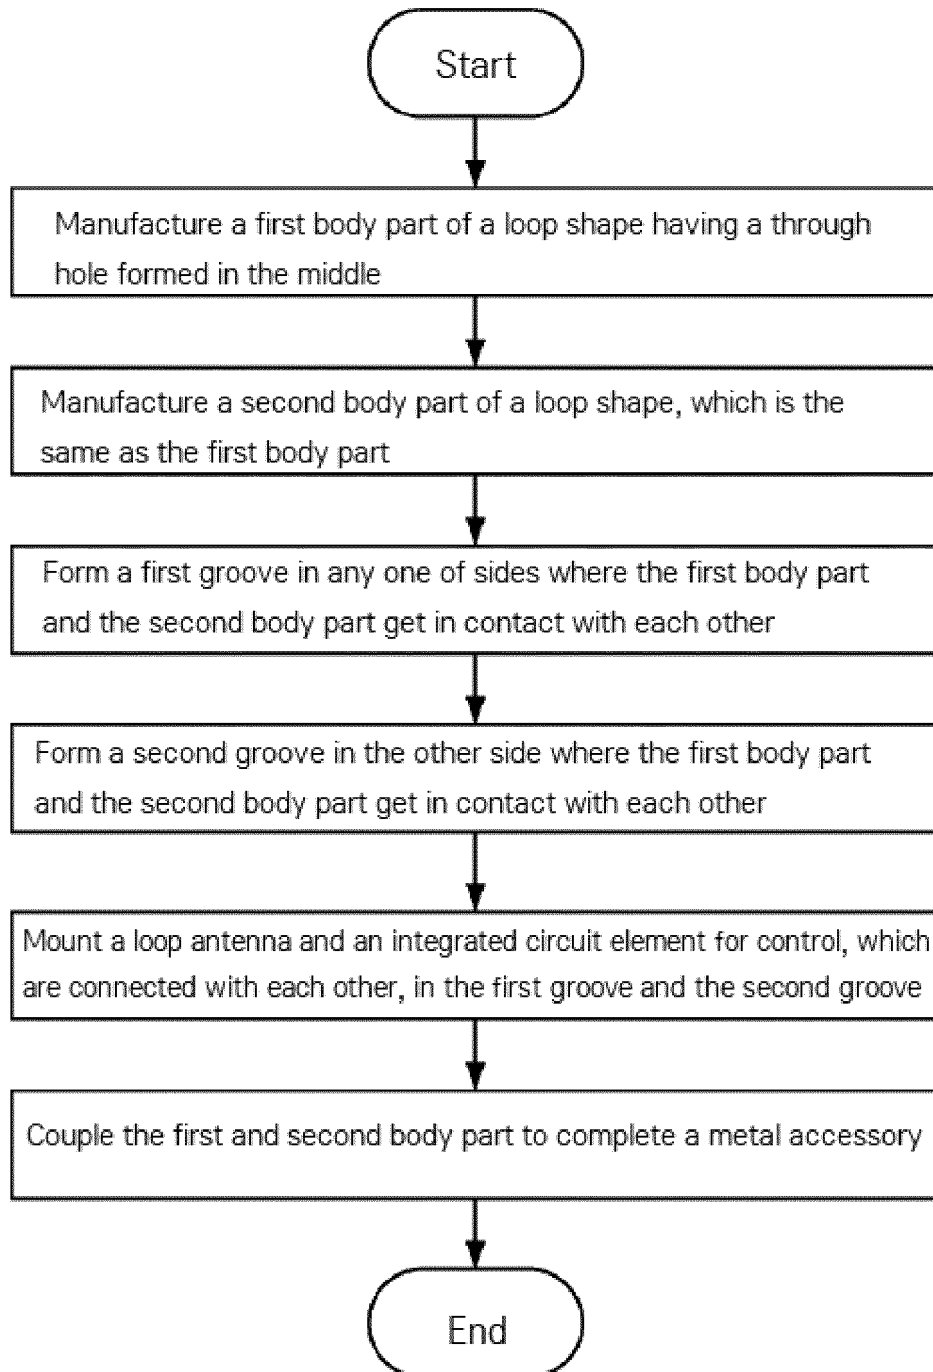 Start
Manufacture a first body part of a loop shape having a through
hole formed in the middle
Manufacture a second body part of a loop shape, which is the
same as the first body part
Form a first groove in any one of sides where the first body part
and the second body part get in contact with each other
Form a second groove in the other side where the first body part
and the second body part get in contact with each other
Mount a loop antenna and an integrated circuit element for control, which
are connected with each other, in the first groove and the second groove
Couple the first and second body part to complete a metal accessory
End